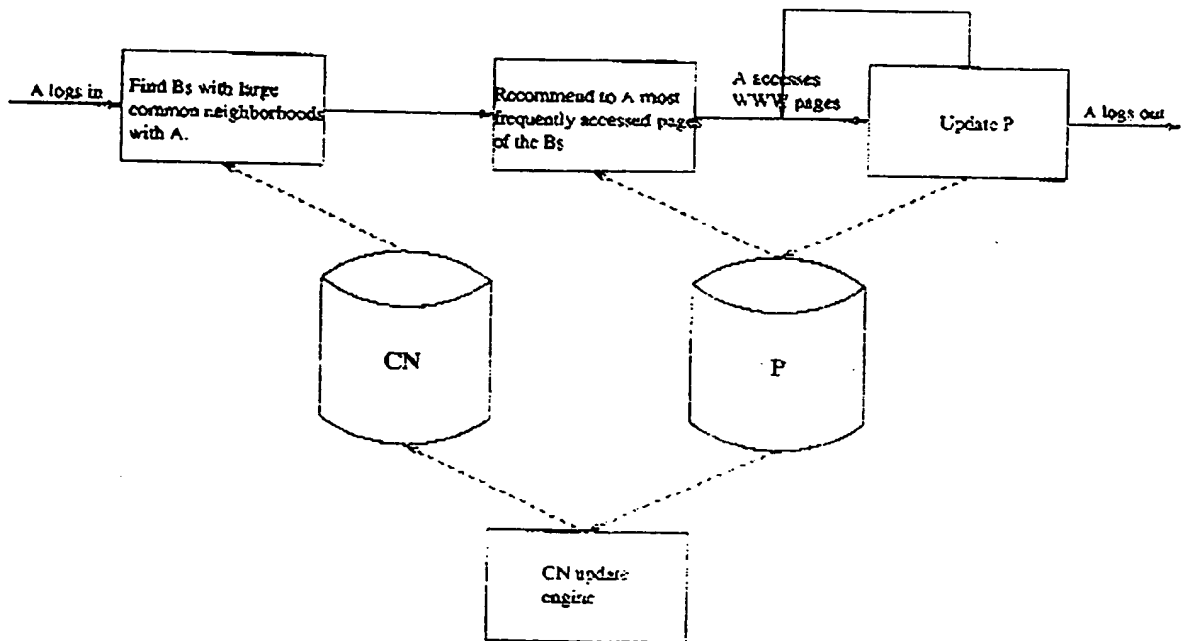 A logs in
Find Bs with large
common neighborhoods
with A.
Recommend to A most
frequently accessed pages
of the Bs
A accesses
WWW pages
Update P
A logs out
CN
P
CN update
engine